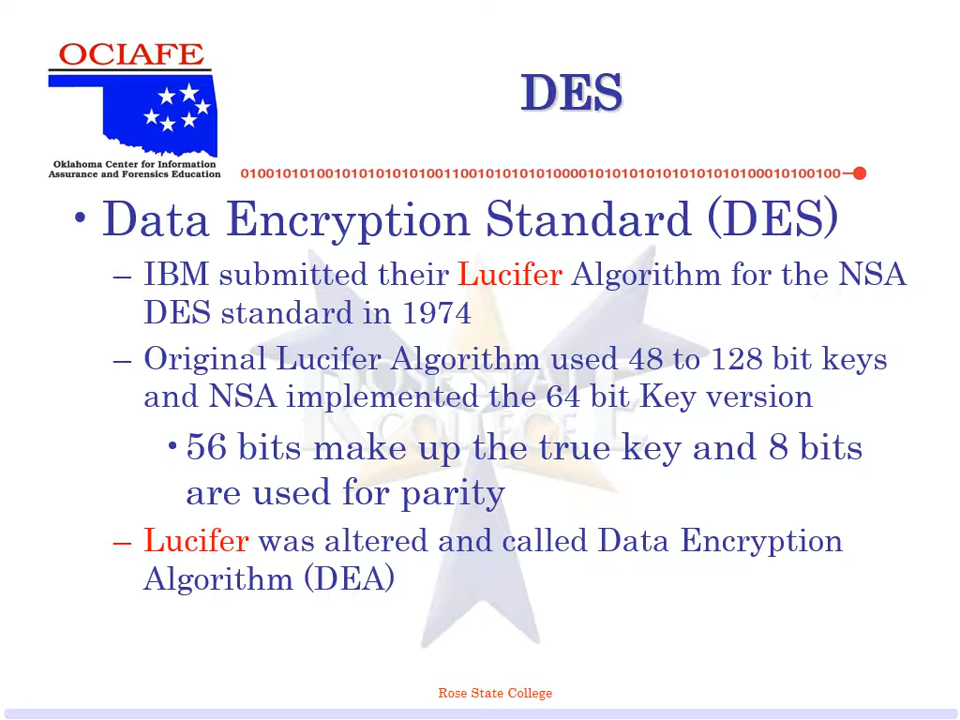 OCIAFE
Oklahoma Center for Information
Assurance and Forensics Education
DES
• Data Encryption Standard (DES)
– IBM submitted their Lucifer Algorithm for the NSA
DES standard in 1974
– Original Lucifer Algorithm used 48 to 128 bit keys
and NSA implemented the 64 bit Key version
• 56 bits make up the true key and 8 bits
are used for parity
– Lucifer was altered and called Data Encryption
Algorithm (DEA)
ROSE STATE
COLLEGE
Rose State College